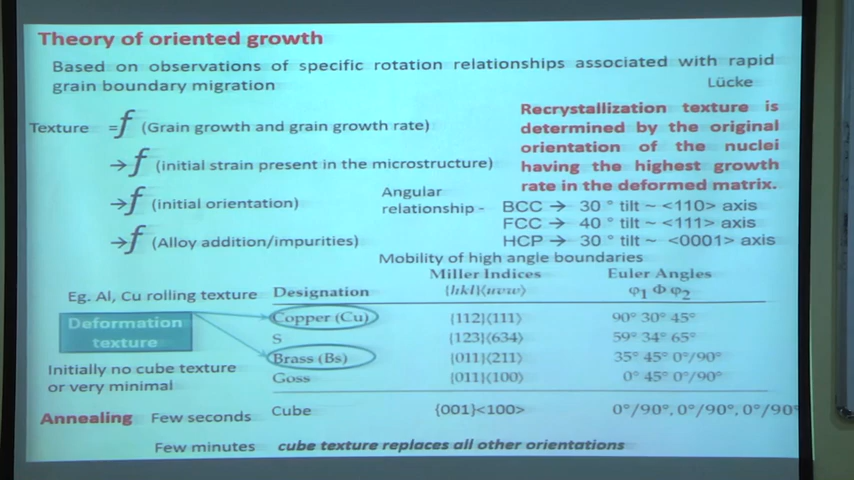 Theory of oriented growth
Based on observations of specific rotation relationships associated with rapid
grain boundary migration
Lücke
Texture =f (Grain growth and grain growth rate)
→f (initial strain present in the microstructure)
→f (initial orientation)
→f (Alloy addition/impurities)
Recrystallization texture is
determined by the original
orientation of the nuclei
having the highest growth
rate in the deformed matrix.
Angular
relationship -
BCC → 30 ° tilt ~ <110> axis
FCC → 40 ° tilt ~ <111> axis
HCP → 30 ° tilt ~ <0001> axis
Mobility of high angle boundaries
Eg. Al, Cu rolling texture
Deformation
texture
Initially no cube texture
or very minimal
Designation Miller Indices {hkl}⟨uvw⟩ Euler Angles φ₁ Φ φ₂
Copper (Cu) {112}⟨111⟩ 90° 30° 45°
S {123}⟨634⟩ 59° 34° 65°
Brass (Bs) {011}⟨211⟩ 35° 45° 0°/90°
Goss {011}⟨100⟩ 0° 45° 0°/90°
Annealing Few seconds Cube {001}<100> 0°/90°, 0°/90°, 0°/90°
Few minutes cube texture replaces all other orientations